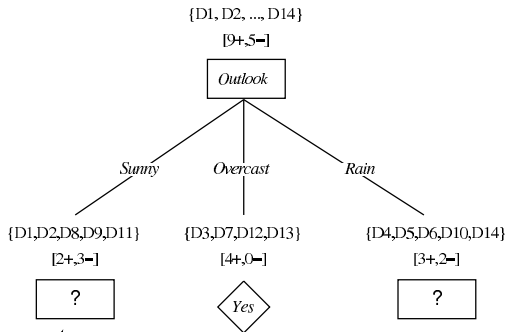 {D1, D2, ..., D14}
[9+,5−]
Outlook
Sunny Overcast Rain
{D1,D2,D8,D9,D11} {D3,D7,D12,D13} {D4,D5,D6,D10,D14}
[2+,3−] [4+,0−] [3+,2−]
? Yes ?